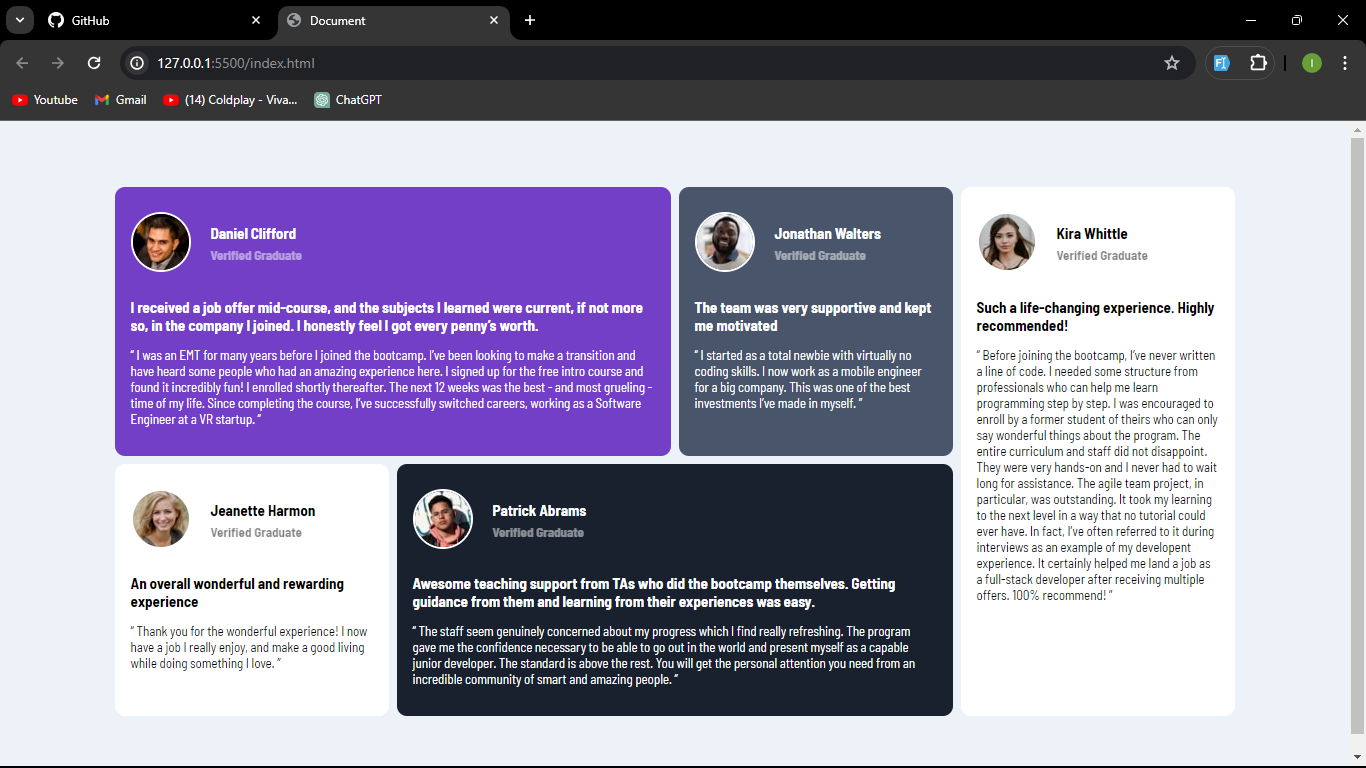 GitHub
Document
127.0.0.1:5500/index.html
I
Youtube
Gmail
(14) Coldplay - Viva...
ChatGPT
Daniel Clifford
Verified Graduate
I received a job offer mid-course, and the subjects I learned were current, if not more
so, in the company I joined. I honestly feel I got every penny’s worth.
“ I was an EMT for many years before I joined the bootcamp. I’ve been looking to make a transition and
have heard some people who had an amazing experience here. I signed up for the free intro course and
found it incredibly fun! I enrolled shortly thereafter. The next 12 weeks was the best - and most grueling -
time of my life. Since completing the course, I’ve successfully switched careers, working as a Software
Engineer at a VR startup. ”
Jonathan Walters
Verified Graduate
The team was very supportive and kept
me motivated
“ I started as a total newbie with virtually no
coding skills. I now work as a mobile engineer
for a big company. This was one of the best
investments I’ve made in myself. ”
Kira Whittle
Verified Graduate
Such a life-changing experience. Highly
recommended!
“ Before joining the bootcamp, I’ve never written
a line of code. I needed some structure from
professionals who can help me learn
programming step by step. I was encouraged to
enroll by a former student of theirs who can only
say wonderful things about the program. The
entire curriculum and staff did not disappoint.
They were very hands-on and I never had to wait
long for assistance. The agile team project, in
particular, was outstanding. It took my learning
to the next level in a way that no tutorial could
ever have. In fact, I’ve often referred to it during
interviews as an example of my developent
experience. It certainly helped me land a job as
a full-stack developer after receiving multiple
offers. 100% recommend! ”
Jeanette Harmon
Verified Graduate
An overall wonderful and rewarding
experience
“ Thank you for the wonderful experience! I now
have a job I really enjoy, and make a good living
while doing something I love. ”
Patrick Abrams
Verified Graduate
Awesome teaching support from TAs who did the bootcamp themselves. Getting
guidance from them and learning from their experiences was easy.
“ The staff seem genuinely concerned about my progress which I find really refreshing. The program
gave me the confidence necessary to be able to go out in the world and present myself as a capable
junior developer. The standard is above the rest. You will get the personal attention you need from an
incredible community of smart and amazing people. ”